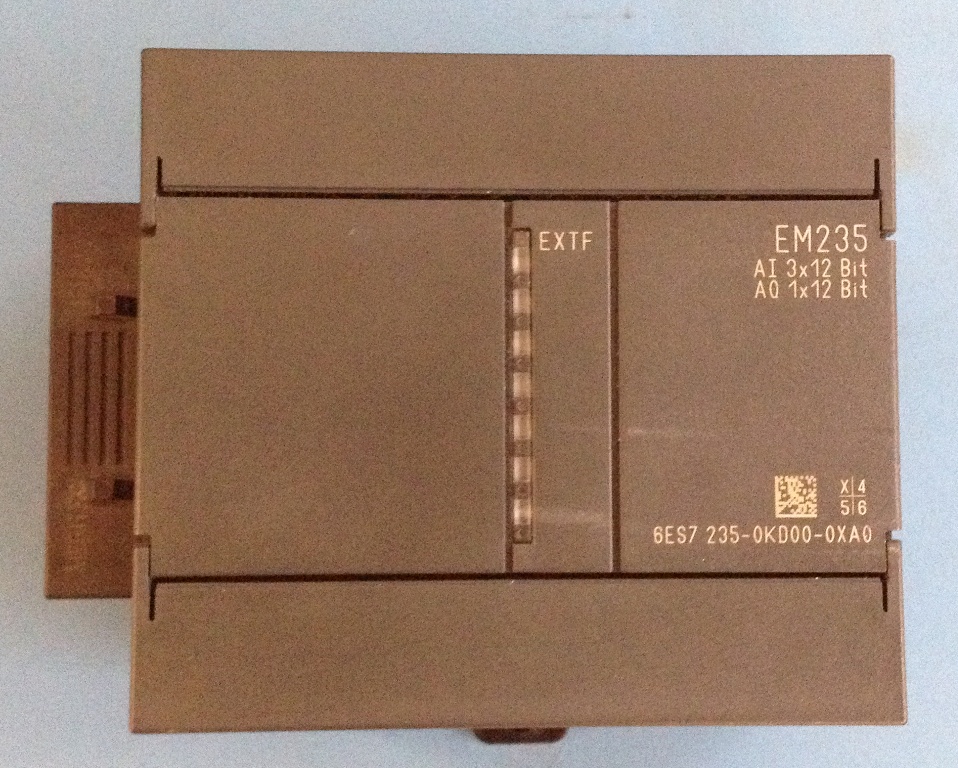 EXTF
EM235
AI 3x12 Bit
AQ 1x12 Bit
X 4
5 6
6ES7 235-0KD00-0XA0